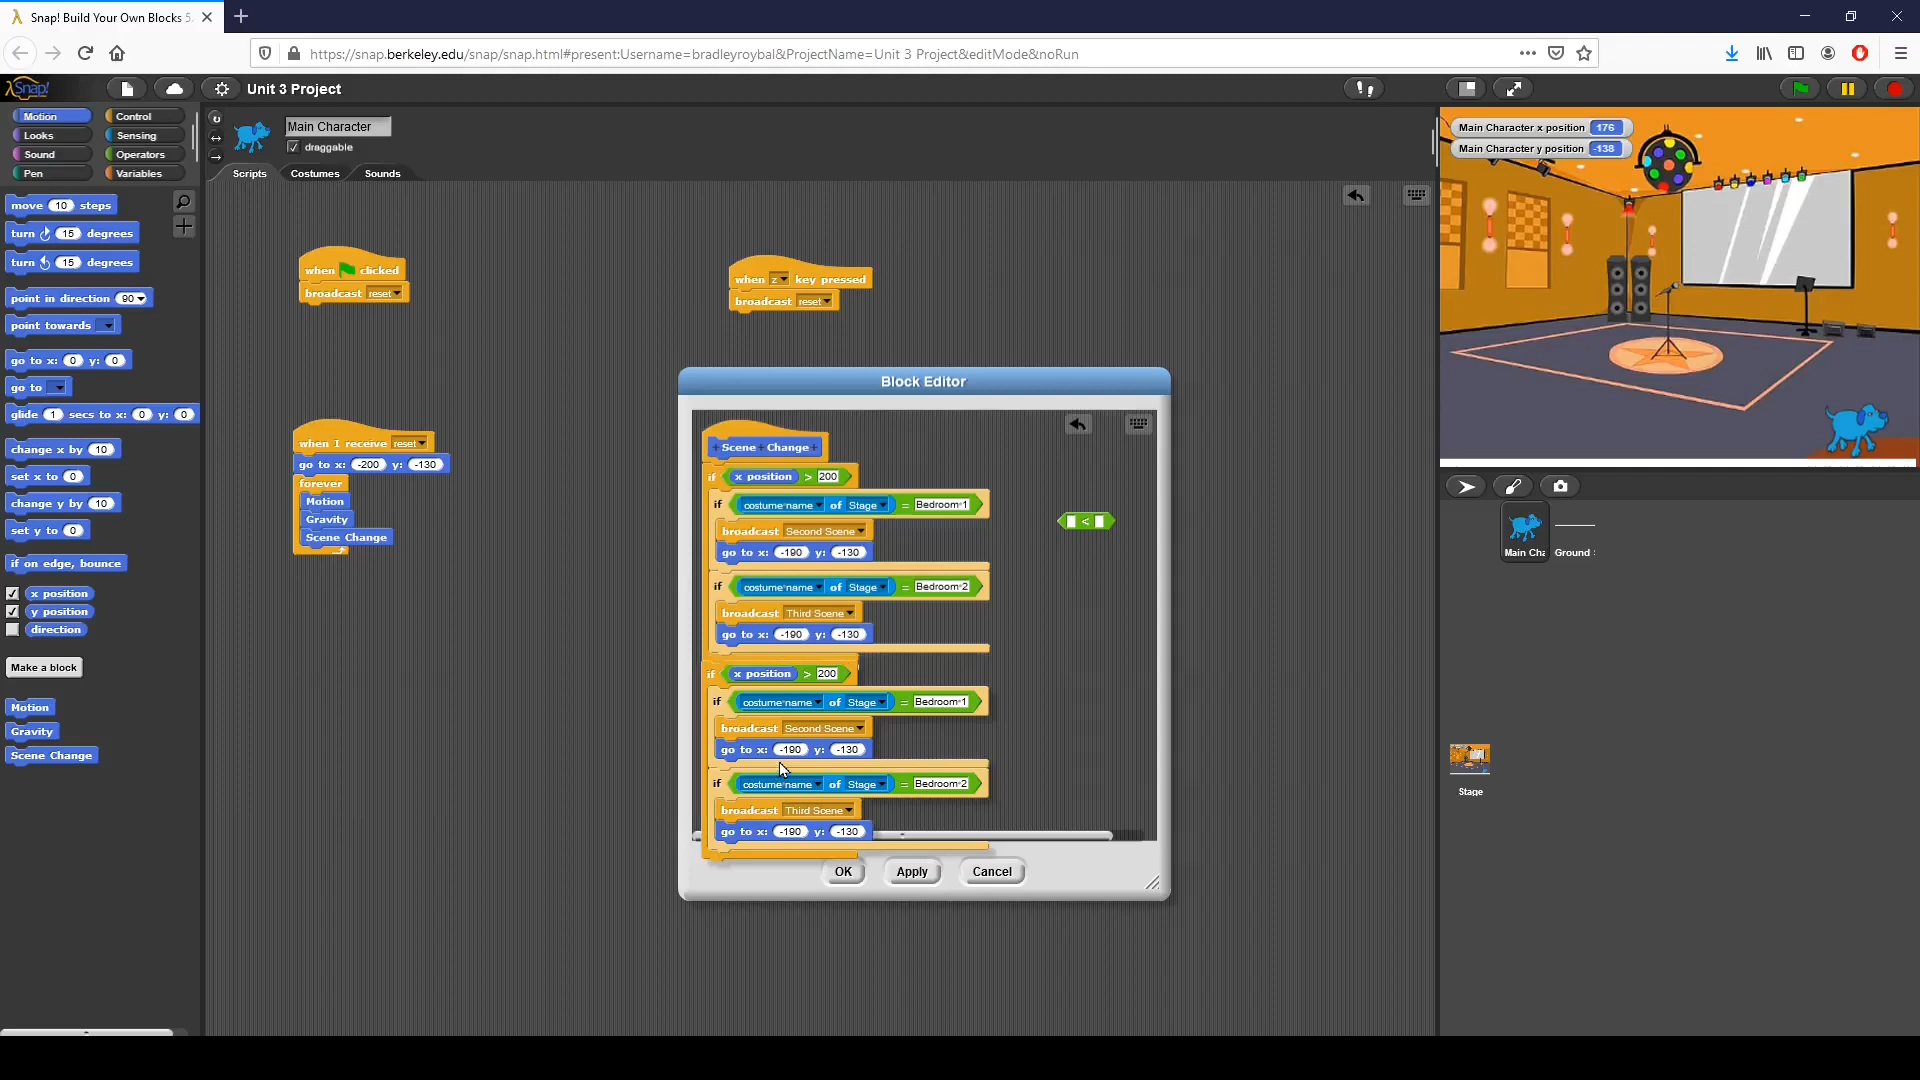 Snap! Build Your Own Blocks 5.
https://snap.berkeley.edu/snap/snap.html#present:Username=bradleyroybal&ProjectName=Unit 3 Project&editMode&noRun
Snap!
Unit 3 Project
Motion
Control
Looks
Sensing
Sound
Operators
Pen
Variables
Main Character
draggable
Scripts
Costumes
Sounds
move 10 steps
turn 15 degrees
turn 15 degrees
point in direction 90
point towards
go to x: 0 y: 0
go to
glide 1 secs to x: 0 y: 0
change x by 10
set x to 0
change y by 10
set y to 0
if on edge, bounce
x position
y position
direction
Make a block
Motion
Gravity
Scene Change
when clicked
broadcast reset
when z key pressed
broadcast reset
when I receive reset
go to x: -200 y: -130
forever
Motion
Gravity
Scene Change
Block Editor
+ Scene + Change +
if x position > 200
if costume name of Stage = Bedroom 1
broadcast Second Scene
go to x: -190 y: -130
if costume name of Stage = Bedroom 2
broadcast Third Scene
go to x: -190 y: -130
if x position > 200
if costume name of Stage = Bedroom 1
broadcast Second Scene
go to x: -190 y: -130
if costume name of Stage = Bedroom 2
broadcast Third Scene
go to x: -190 y: -130
<
OK
Apply
Cancel
Main Character x position 176
Main Character y position -138
Main Cha
Ground
Stage